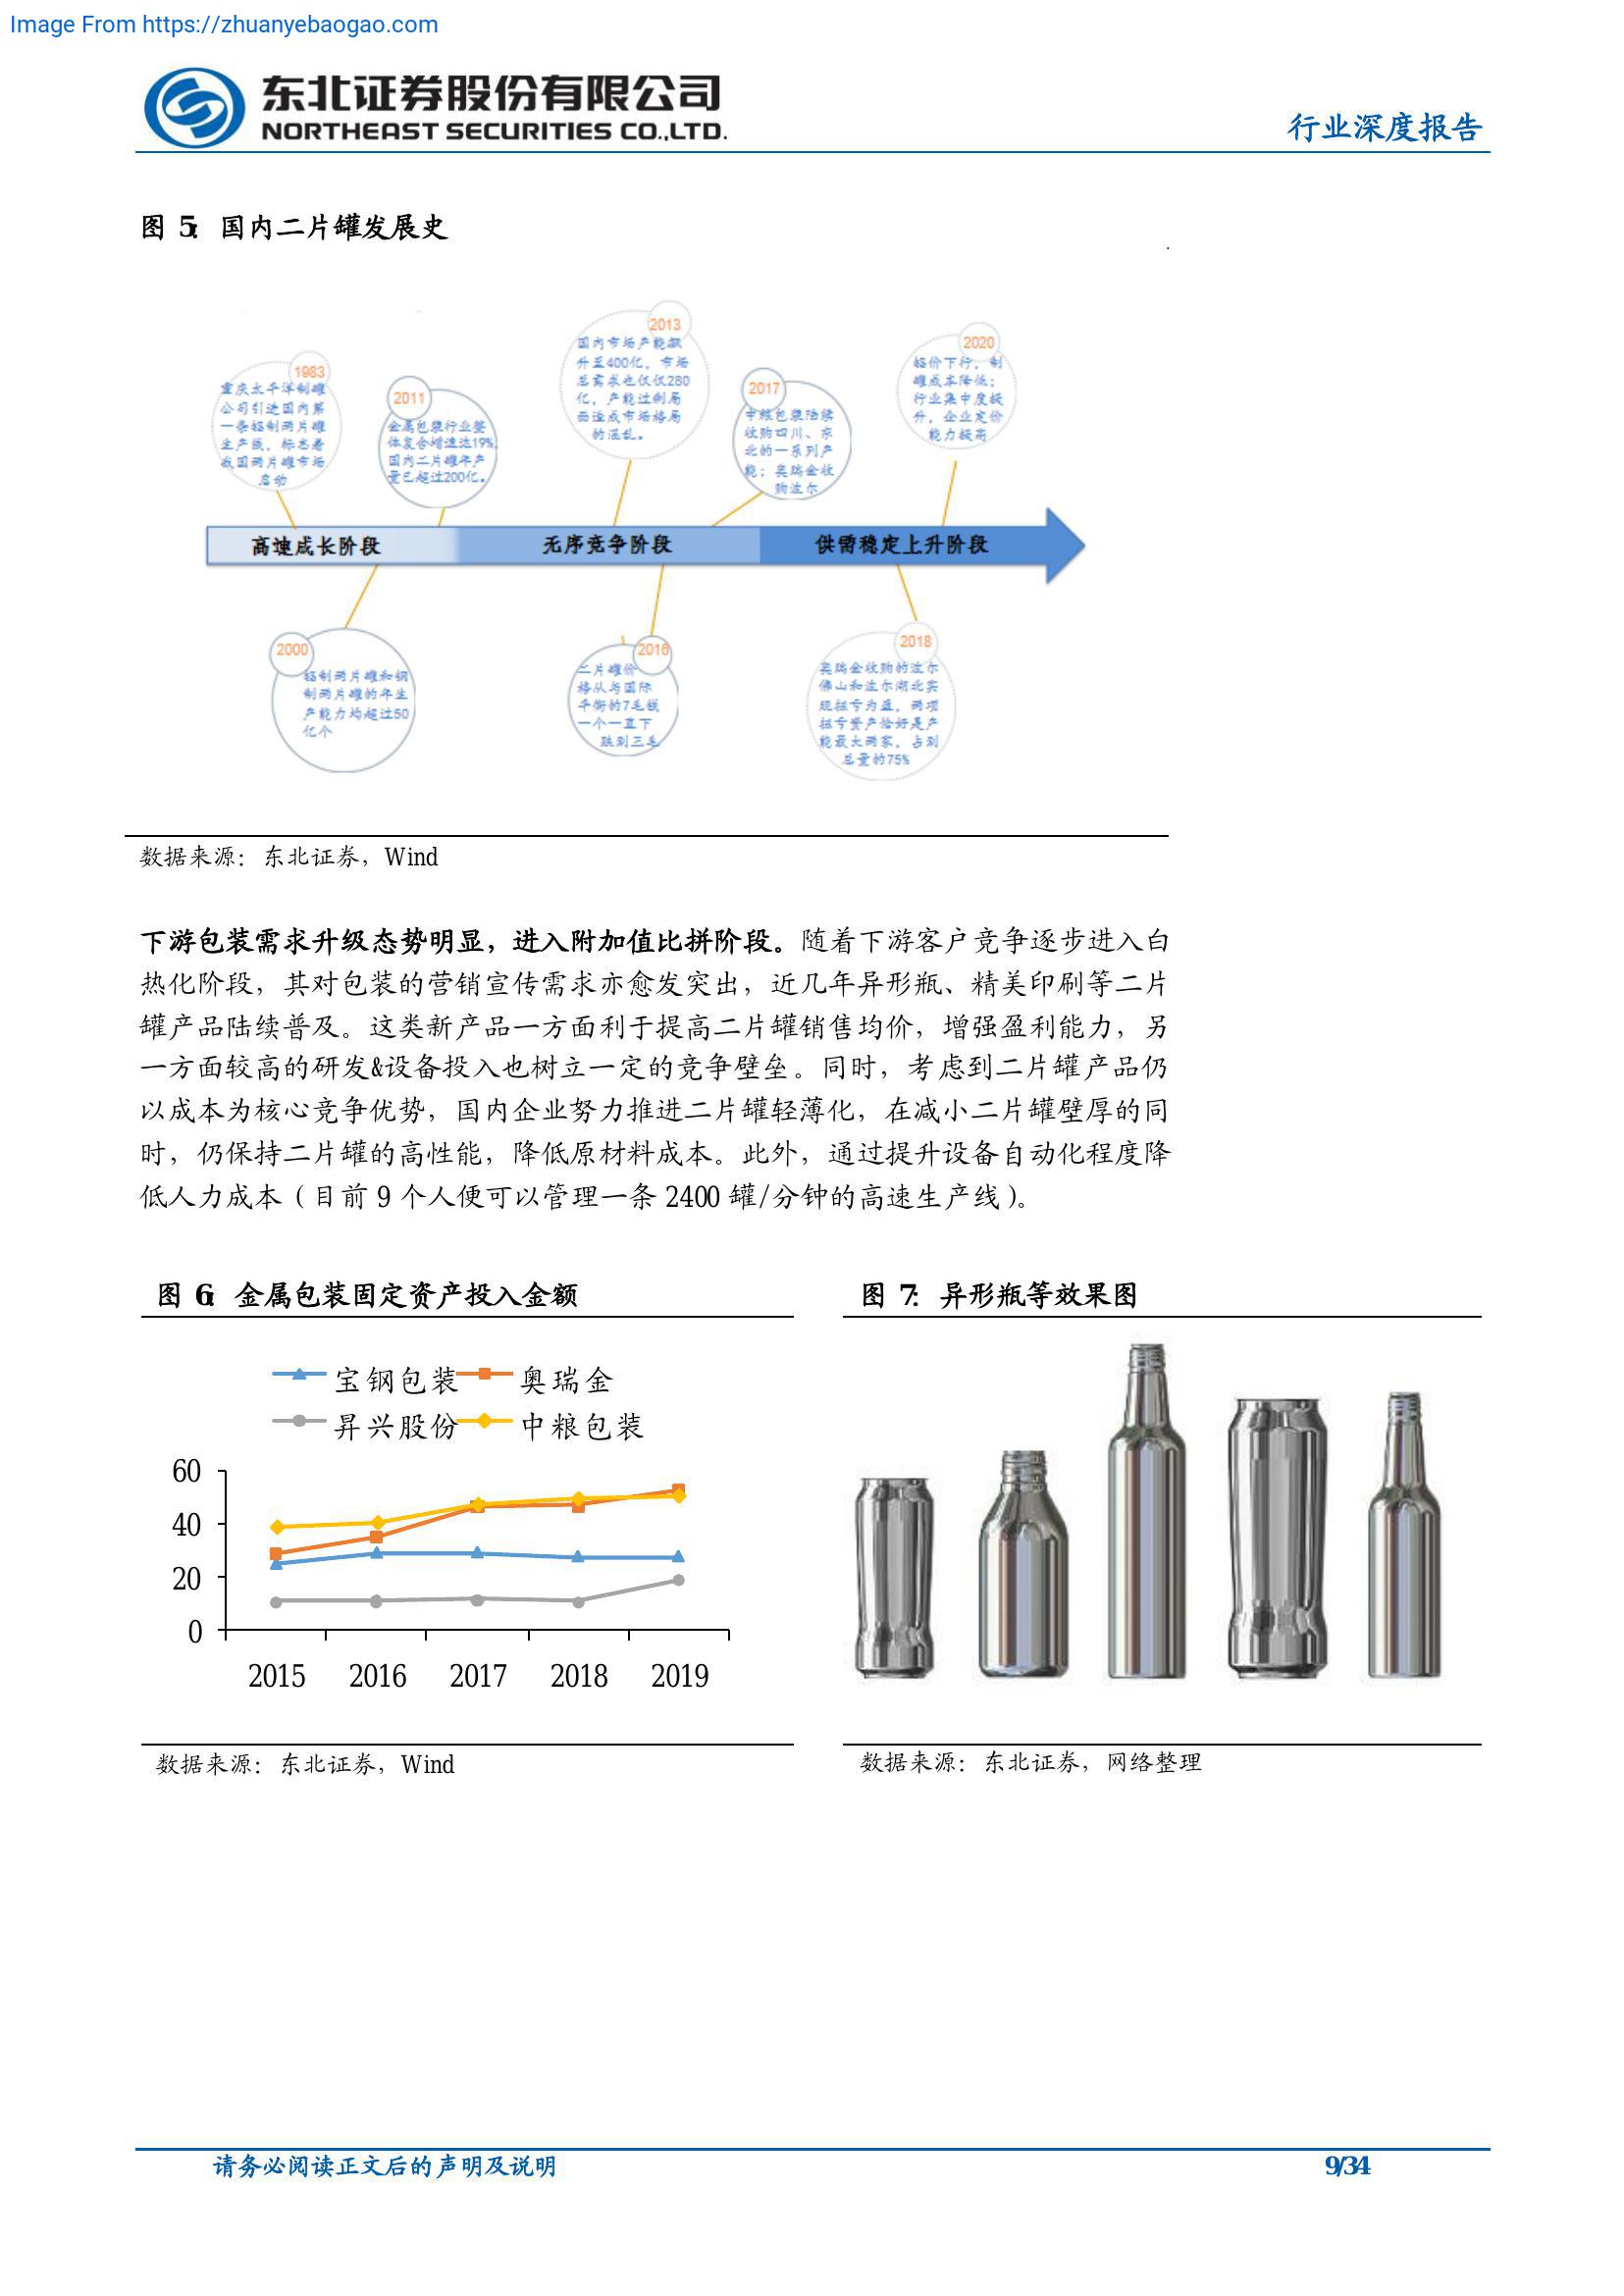 Image From https://zhuanyebaogao.com
东北证券股份有限公司
NORTHEAST SECURITIES CO.,LTD.
行业深度报告
图 5：国内二片罐发展史
1983
重庆太平洋制罐
公司引进国内第
一条铝制两片罐
生产线，标志着
我国两片罐市场
启动
2011
金属包装行业整
体复合增速达19%，
国内二片罐年产
量已超过200亿。
2013
国内市场产能飙
升至400亿，市场
总需求也仅仅280
亿，产能过剩局
面造成市场格局
的混乱。
2017
中粮包装陆续
收购四川、东
北的一系列产
能；奥瑞金收
购波尔
2020
铝价下行，制
罐成本降低；
行业集中度提
升，企业定价
能力提高
高速成长阶段
无序竞争阶段
供需稳定上升阶段
2000
铝制两片罐和钢
制两片罐的年生
产能力均超过50
亿个
2016
二片罐价
格从与国际
平衡的7毛钱
一个一直下
跌到三毛
2018
奥瑞金收购的波尔
佛山和波尔湖北实
现扭亏为盈，两项
扭亏资产恰好是产
能最大两家，占到
总量的75%
数据来源：东北证券，Wind
下游包装需求升级态势明显，进入附加值比拼阶段。随着下游客户竞争逐步进入白
热化阶段，其对包装的营销宣传需求亦愈发突出，近几年异形瓶、精美印刷等二片
罐产品陆续普及。这类新产品一方面利于提高二片罐销售均价，增强盈利能力，另
一方面较高的研发&设备投入也树立一定的竞争壁垒。同时，考虑到二片罐产品仍
以成本为核心竞争优势，国内企业努力推进二片罐轻薄化，在减小二片罐壁厚的同
时，仍保持二片罐的高性能，降低原材料成本。此外，通过提升设备自动化程度降
低人力成本（目前 9 个人便可以管理一条 2400 罐/分钟的高速生产线）。
图 6：金属包装固定资产投入金额
宝钢包装 奥瑞金
昇兴股份 中粮包装
60
40
20
0
2015 2016 2017 2018 2019
数据来源：东北证券，Wind
图 7：异形瓶等效果图
数据来源：东北证券，网络整理
请务必阅读正文后的声明及说明
9/34